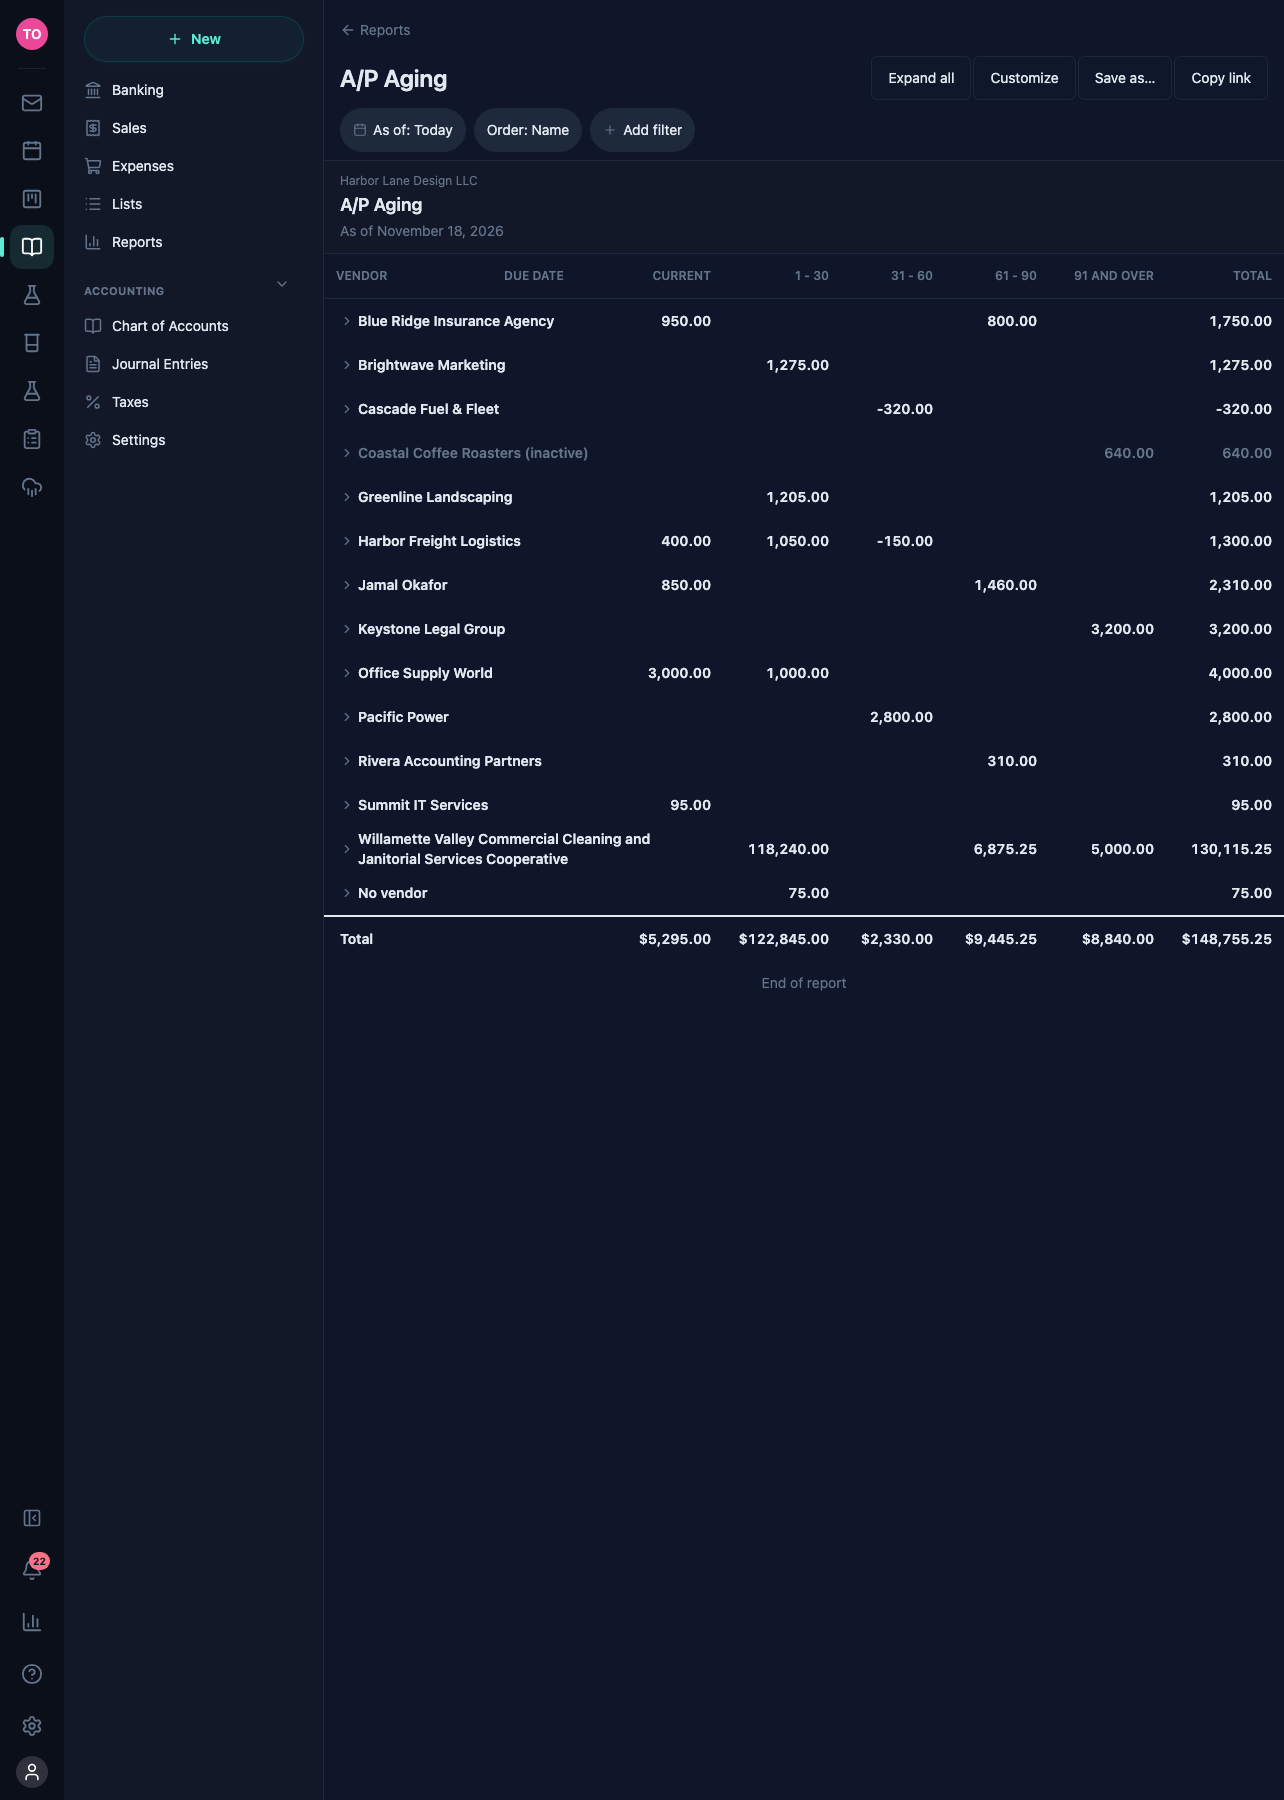 TO
New
Banking
Sales
Expenses
Lists
Reports
ACCOUNTING
Chart of Accounts
Journal Entries
Taxes
Settings
22
Reports
A/P Aging
Expand all
Customize
Save as...
Copy link
As of: Today
Order: Name
Add filter
Harbor Lane Design LLC
A/P Aging
As of November 18, 2026
VENDOR DUE DATE CURRENT 1 - 30 31 - 60 61 - 90 91 AND OVER TOTAL
Blue Ridge Insurance Agency 950.00 800.00 1,750.00
Brightwave Marketing 1,275.00 1,275.00
Cascade Fuel & Fleet -320.00 -320.00
Coastal Coffee Roasters (inactive) 640.00 640.00
Greenline Landscaping 1,205.00 1,205.00
Harbor Freight Logistics 400.00 1,050.00 -150.00 1,300.00
Jamal Okafor 850.00 1,460.00 2,310.00
Keystone Legal Group 3,200.00 3,200.00
Office Supply World 3,000.00 1,000.00 4,000.00
Pacific Power 2,800.00 2,800.00
Rivera Accounting Partners 310.00 310.00
Summit IT Services 95.00 95.00
Willamette Valley Commercial Cleaning and
Janitorial Services Cooperative 118,240.00 6,875.25 5,000.00 130,115.25
No vendor 75.00 75.00
Total $5,295.00 $122,845.00 $2,330.00 $9,445.25 $8,840.00 $148,755.25
End of report